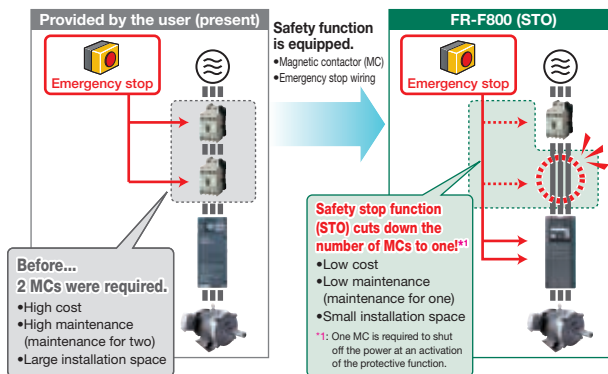 Provided by the user (present)
Emergency stop
Before...
2 MCs were required.
•High cost
•High maintenance
(maintenance for two)
•Large installation space
Safety function
is equipped.
•Magnetic contactor (MC)
•Emergency stop wiring
FR-F800 (STO)
Emergency stop
Safety stop function
(STO) cuts down the
number of MCs to one!*1
•Low cost
•Low maintenance
(maintenance for one)
•Small installation space
*1: One MC is required to shut
off the power at an activation
of the protective function.